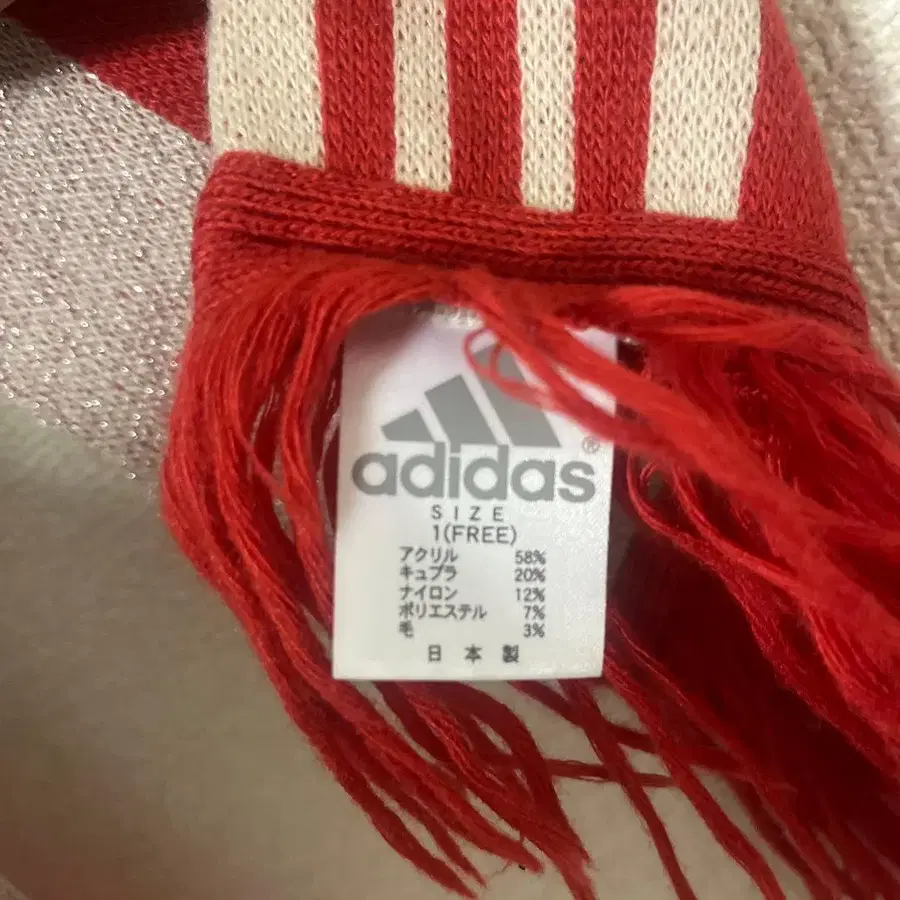 adidas®
SIZE
1(FREE)
アクリル 58%
キュプラ 20%
ナイロン 12%
ポリエステル 7%
毛 3%
日本製